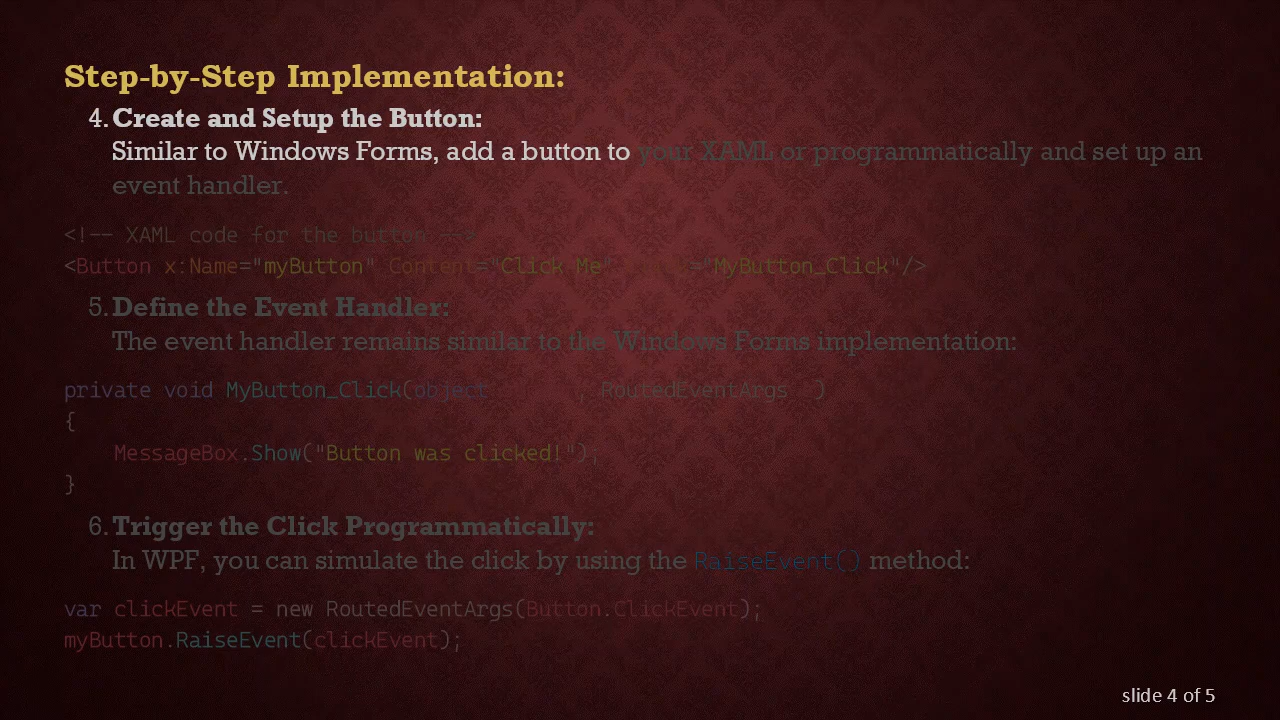 Step-by-Step Implementation:
4. Create and Setup the Button:
Similar to Windows Forms, add a button to your XAML or programmatically and set up an
event handler.
<!-- XAML code for the button -->
<Button x:Name="myButton" Content="Click Me" ="MyButton_Click"/>
5. Define the Event Handler:
The event handler remains similar to the Windows Forms implementation:
private void MyButton_Click(object , RoutedEventArgs )
{
MessageBox.Show("Button was clicked!");
}
6. Trigger the Click Programmatically:
In WPF, you can simulate the click by using the RaiseEvent() method:
var clickEvent = new RoutedEventArgs(Button.ClickEvent);
myButton.RaiseEvent(clickEvent);
slide 4 of 5